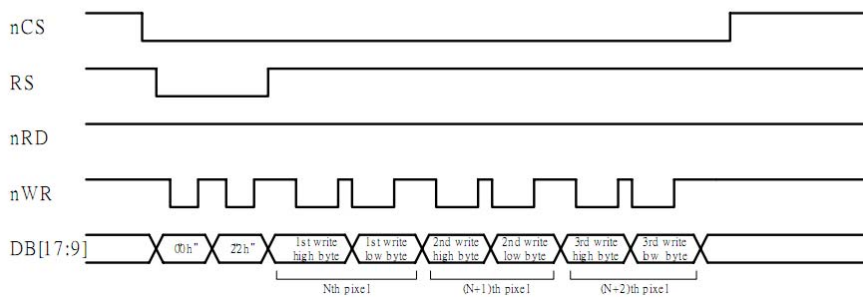 nCS
RS
nRD
nWR
DB[17:9]
"00h"
"22h"
1st write
high byte
1st write
low byte
2nd write
high byte
2nd write
low byte
3rd write
high byte
3rd write
low byte
Nth pixel
(N+1)th pixel
(N+2)th pixel